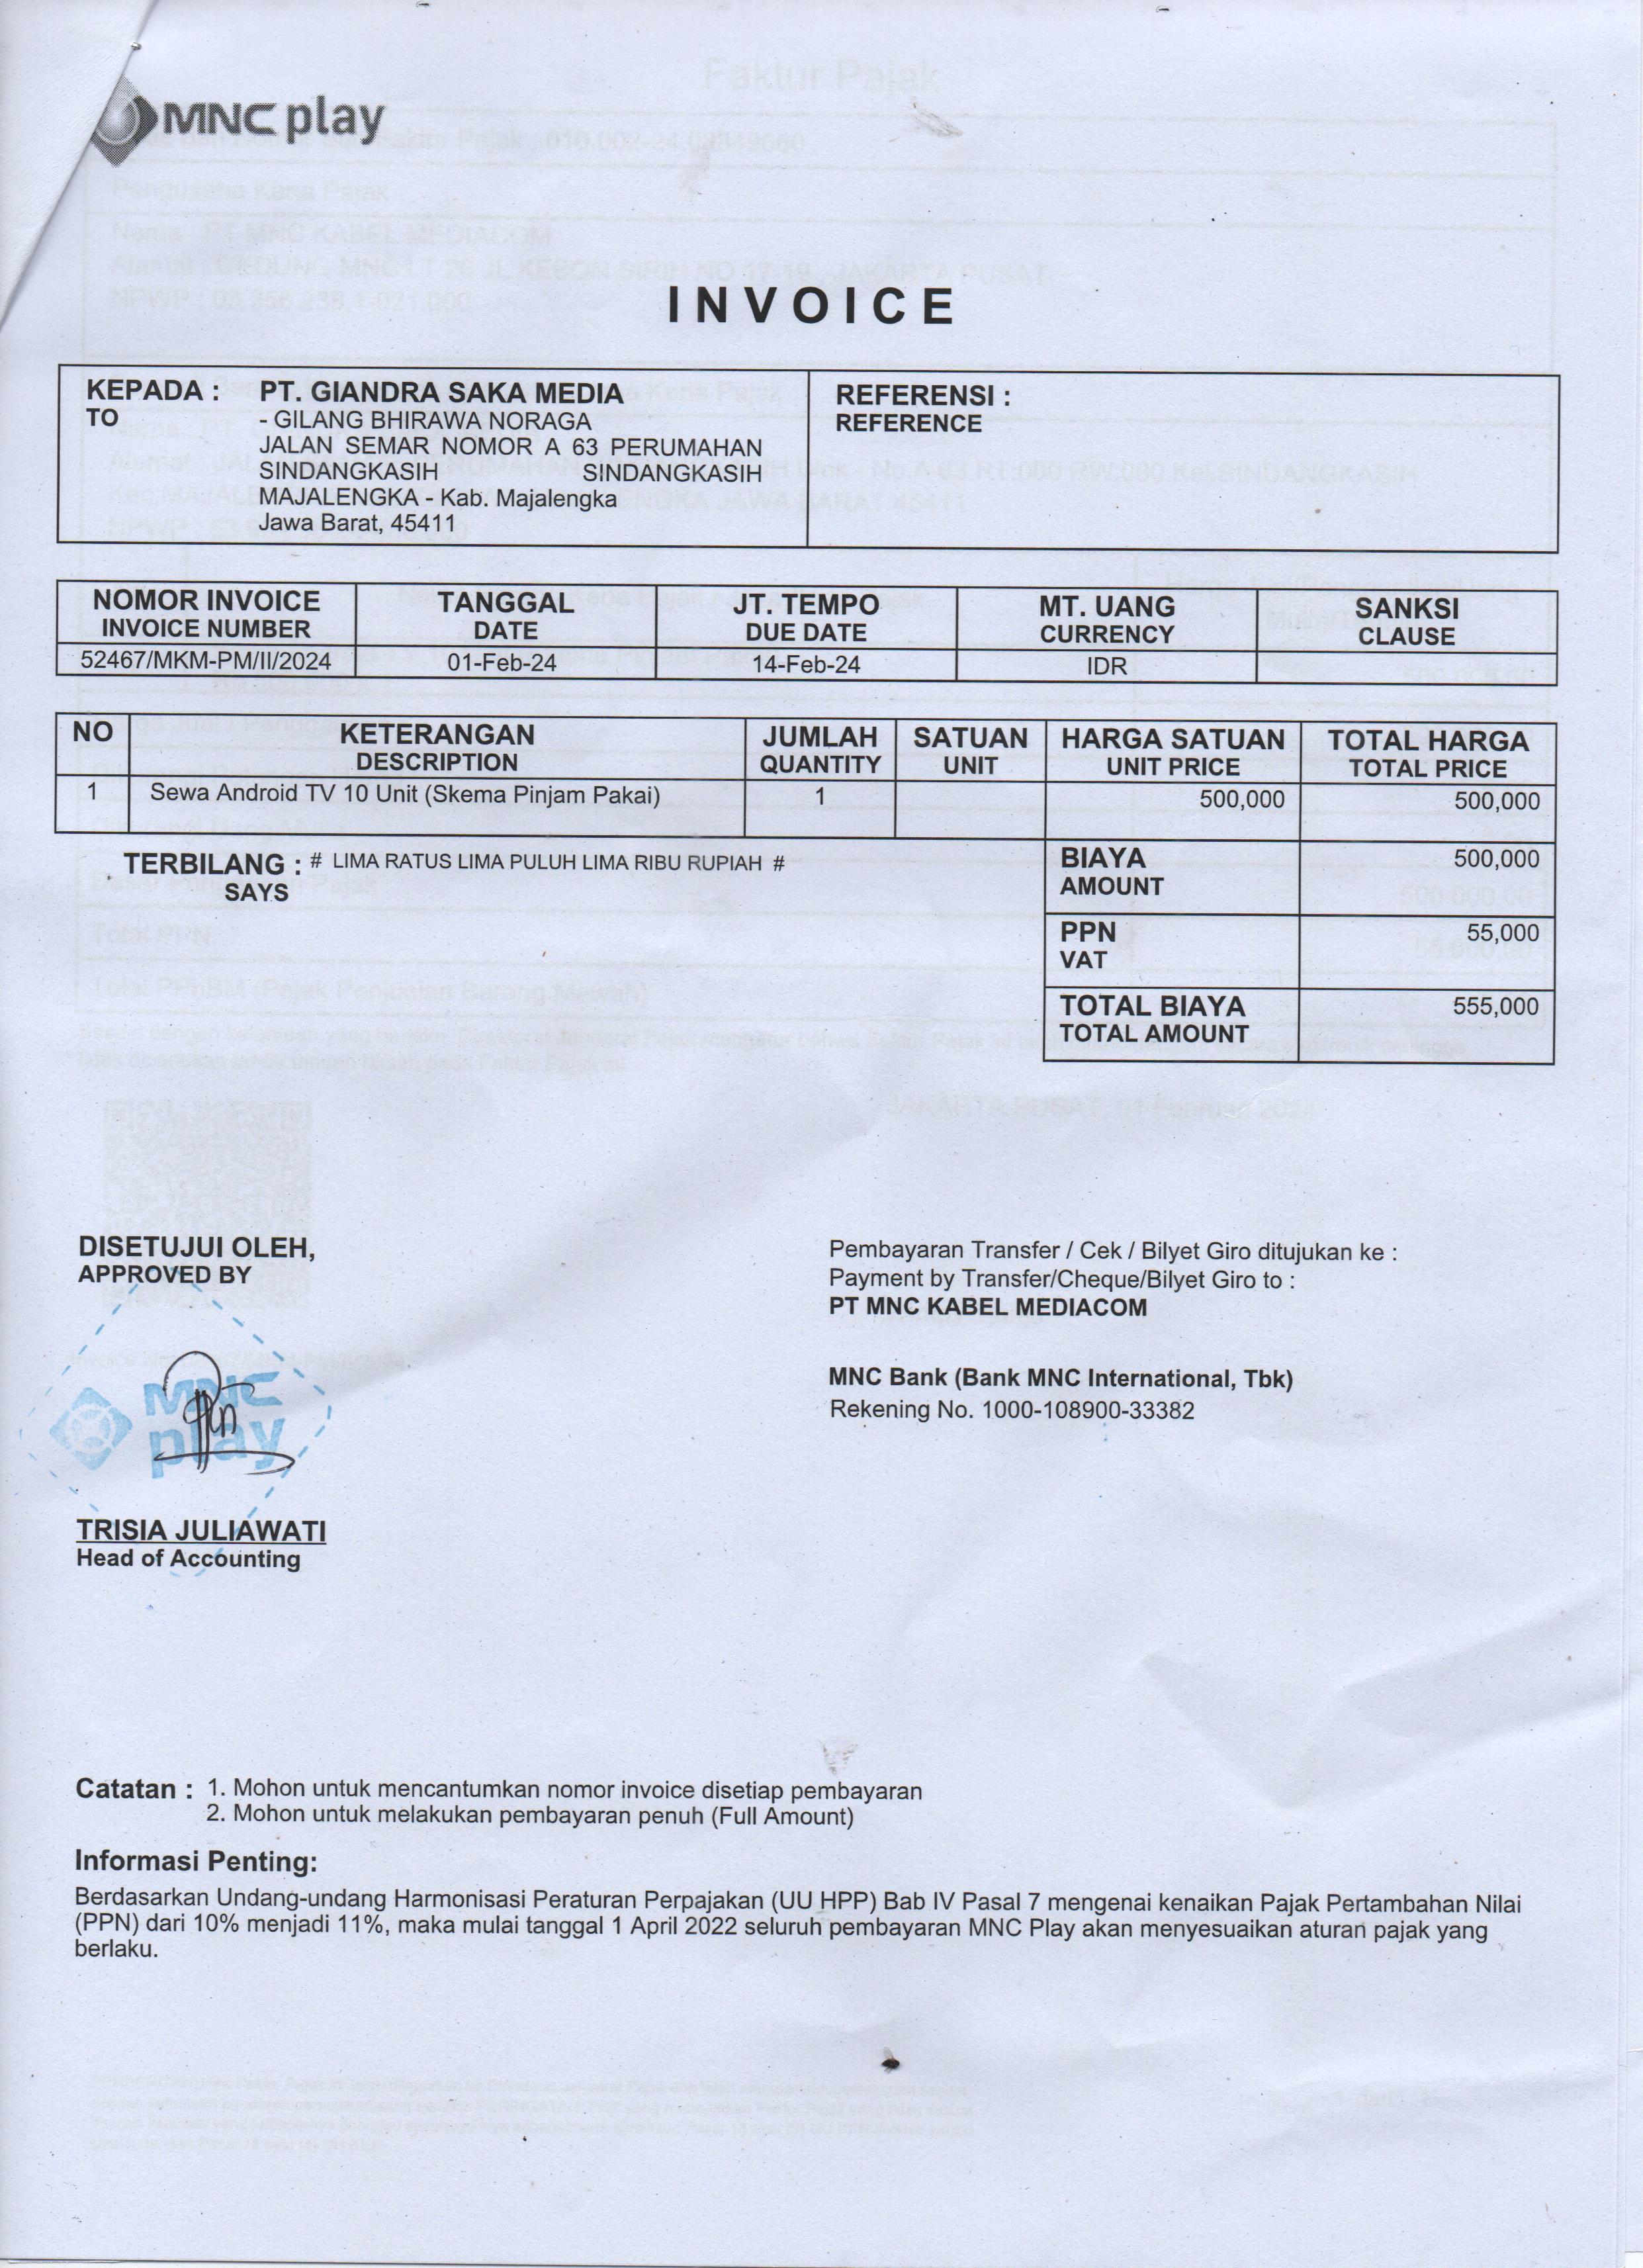 MNC play
Faktur Pajak
INVOICE
KEPADA : PT. GIANDRA SAKA MEDIA
TO
- GILANG BHIRAWA NORAGA
JALAN SEMAR NOMOR A 63 PERUMAHAN
SINDANGKASIH SINDANGKASIH
MAJALENGKA - Kab. Majalengka
Jawa Barat, 45411
REFERENSI :
REFERENCE
NOMOR INVOICE TANGGAL JT. TEMPO MT. UANG SANKSI
INVOICE NUMBER DATE DUE DATE CURRENCY CLAUSE
52467/MKM-PM/II/2024 01-Feb-24 14-Feb-24 IDR
NO KETERANGAN JUMLAH SATUAN HARGA SATUAN TOTAL HARGA
DESCRIPTION QUANTITY UNIT UNIT PRICE TOTAL PRICE
1 Sewa Android TV 10 Unit (Skema Pinjam Pakai) 1 500,000 500,000
TERBILANG : # LIMA RATUS LIMA PULUH LIMA RIBU RUPIAH #
SAYS
BIAYA 500,000
AMOUNT
PPN 55,000
VAT
TOTAL BIAYA 555,000
TOTAL AMOUNT
DISETUJUI OLEH,
APPROVED BY
MNC
play
TRISIA JULIAWATI
Head of Accounting
Pembayaran Transfer / Cek / Bilyet Giro ditujukan ke :
Payment by Transfer/Cheque/Bilyet Giro to :
PT MNC KABEL MEDIACOM
MNC Bank (Bank MNC International, Tbk)
Rekening No. 1000-108900-33382
Catatan : 1. Mohon untuk mencantumkan nomor invoice disetiap pembayaran
2. Mohon untuk melakukan pembayaran penuh (Full Amount)
Informasi Penting:
Berdasarkan Undang-undang Harmonisasi Peraturan Perpajakan (UU HPP) Bab IV Pasal 7 mengenai kenaikan Pajak Pertambahan Nilai
(PPN) dari 10% menjadi 11%, maka mulai tanggal 1 April 2022 seluruh pembayaran MNC Play akan menyesuaikan aturan pajak yang
berlaku.